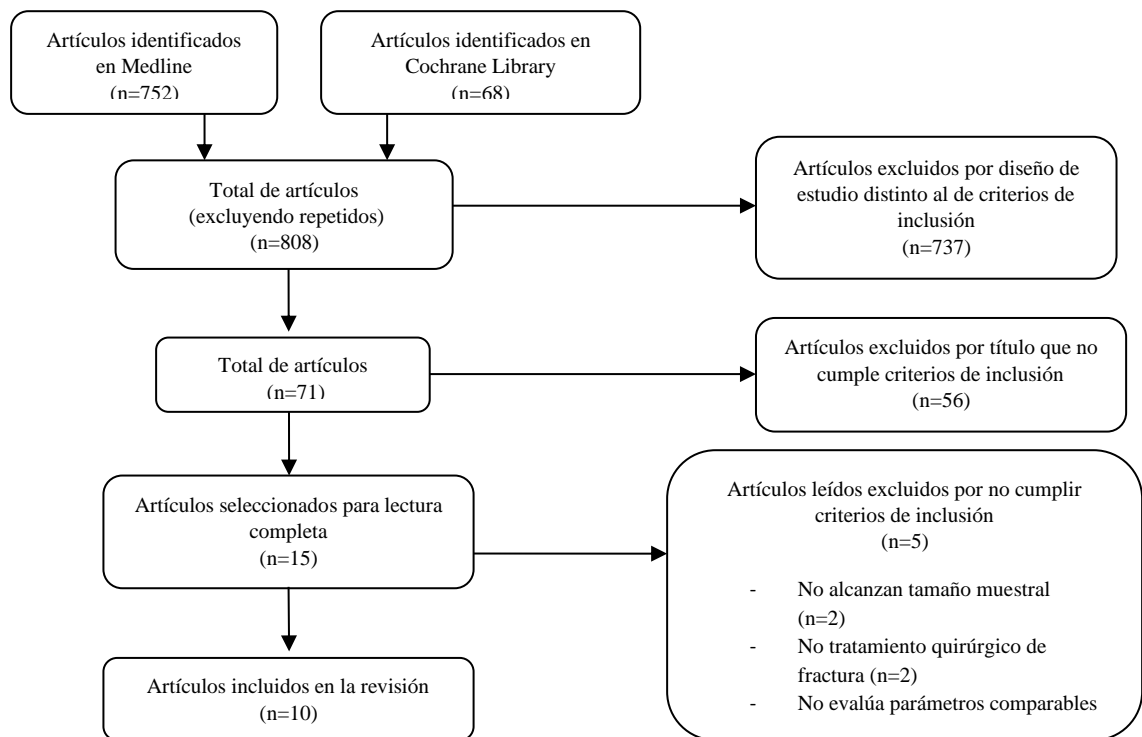 Artículos identificados
en Medline
(n=752)
Artículos identificados en
Cochrane Library
(n=68)
Total de artículos
(excluyendo repetidos)
(n=808)
Artículos excluidos por diseño de
estudio distinto al de criterios de
inclusión
(n=737)
Total de artículos
(n=71)
Artículos excluidos por título que no
cumple criterios de inclusión
(n=56)
Artículos seleccionados para lectura
completa
(n=15)
Artículos leídos excluidos por no cumplir
criterios de inclusión
(n=5)
- No alcanzan tamaño muestral
(n=2)
- No tratamiento quirúrgico de
fractura (n=2)
- No evalúa parámetros comparables
Artículos incluidos en la revisión
(n=10)